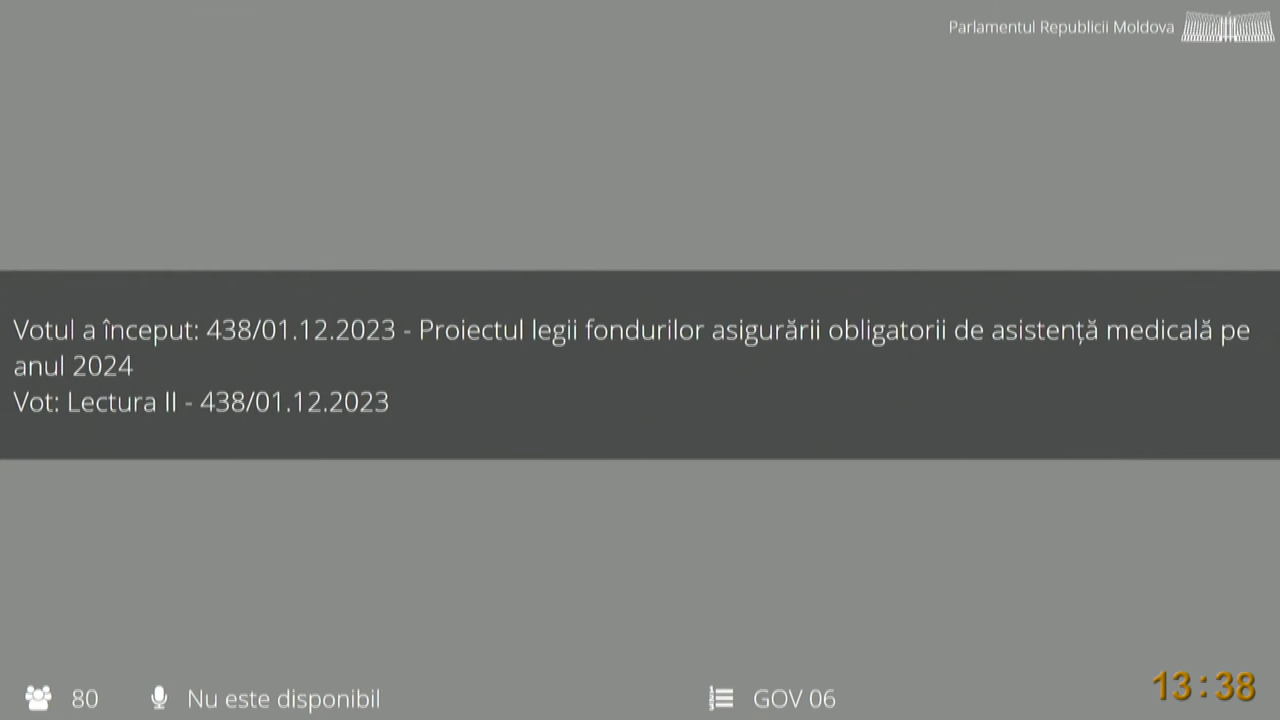 Parlamentul Republicii Moldova
Votul a început: 438/01.12.2023 - Proiectul legii fondurilor asigurării obligatorii de asistență medicală pe
anul 2024
Vot: Lectura II - 438/01.12.2023
80 Nu este disponibil GOV 06 13:38